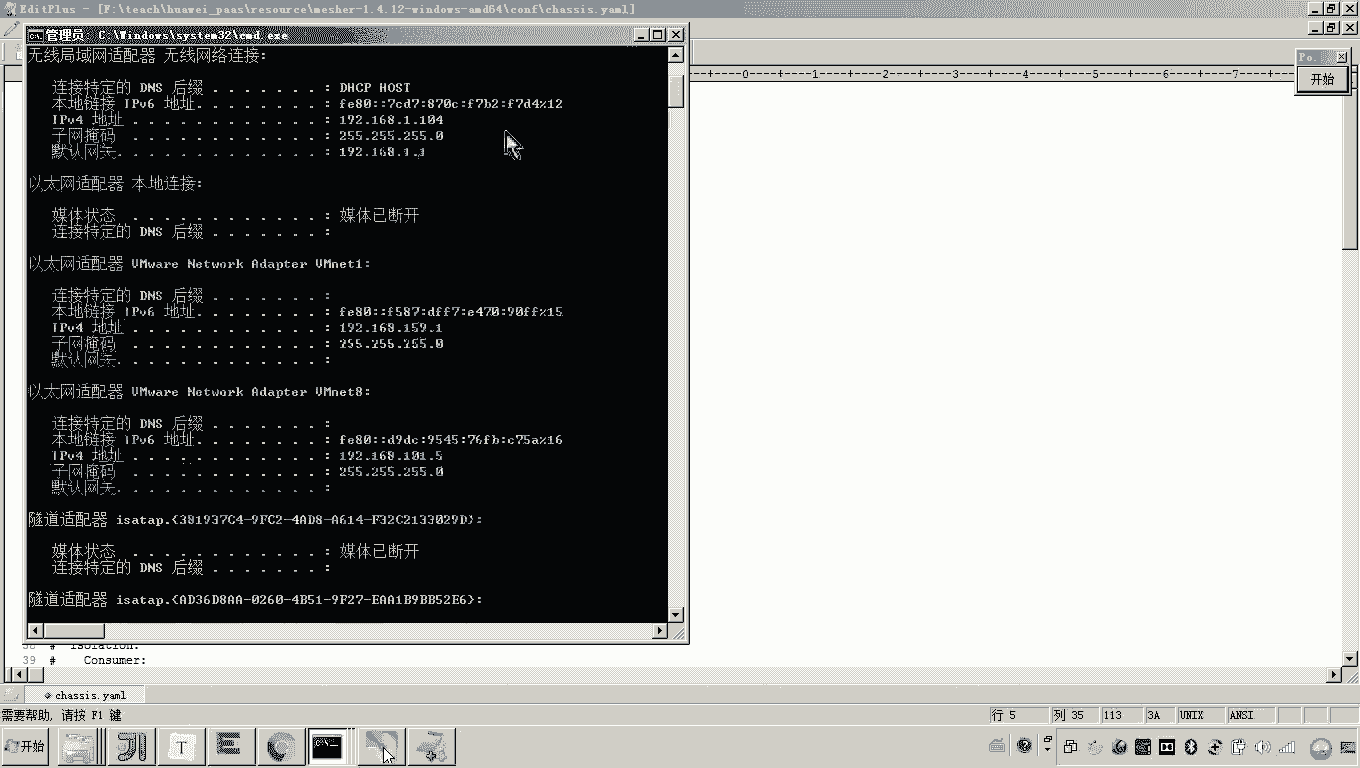 EditPlus - [F:\teach\huawei_paas\resource\mesher-1.4.12-windows-amd64\conf\chassis.yaml]
管理员: C:\Windows\system32\cmd.exe
无线局域网适配器 无线网络连接:
连接特定的 DNS 后缀 . . . . . . . : DHCP HOST
本地链接 IPv6 地址. . . . . . . . : fe80::7cd7:870c:f7b2:f7d4%12
IPv4 地址 . . . . . . . . . . . . : 192.168.1.104
子网掩码 . . . . . . . . . . . . : 255.255.255.0
默认网关. . . . . . . . . . . . . : 192.168.1.1
以太网适配器 本地连接:
媒体状态 . . . . . . . . . . . . : 媒体已断开
连接特定的 DNS 后缀 . . . . . . . :
以太网适配器 VMware Network Adapter VMnet1:
连接特定的 DNS 后缀 . . . . . . . :
本地链接 IPv6 地址. . . . . . . . : fe80::f587:dff7:e470:90ff%15
IPv4 地址 . . . . . . . . . . . . : 192.168.159.1
子网掩码 . . . . . . . . . . . . : 255.255.255.0
默认网关. . . . . . . . . . . . . :
以太网适配器 VMware Network Adapter VMnet8:
连接特定的 DNS 后缀 . . . . . . . :
本地链接 IPv6 地址. . . . . . . . : fe80::d9dc:9545:76fb:c75a%16
IPv4 地址 . . . . . . . . . . . . : 192.168.101.5
子网掩码 . . . . . . . . . . . . : 255.255.255.0
默认网关. . . . . . . . . . . . . :
隧道适配器 isatap.{381937C4-9FC2-4AD8-A614-F32C2133029D}:
媒体状态 . . . . . . . . . . . . : 媒体已断开
连接特定的 DNS 后缀 . . . . . . . :
隧道适配器 isatap.{AD36D8AA-0260-4B51-9F27-EAA1B9BB52E6}:
Po.
开始
----+----0----+----1----+----2----+----3----+----4----+----5----+----6----+----7----+--
38 # isolation:
39 # Consumer:
chassis.yaml
需要帮助, 请按 F1 键
行 5 列 35 113 3A UNIX ANSI
开始